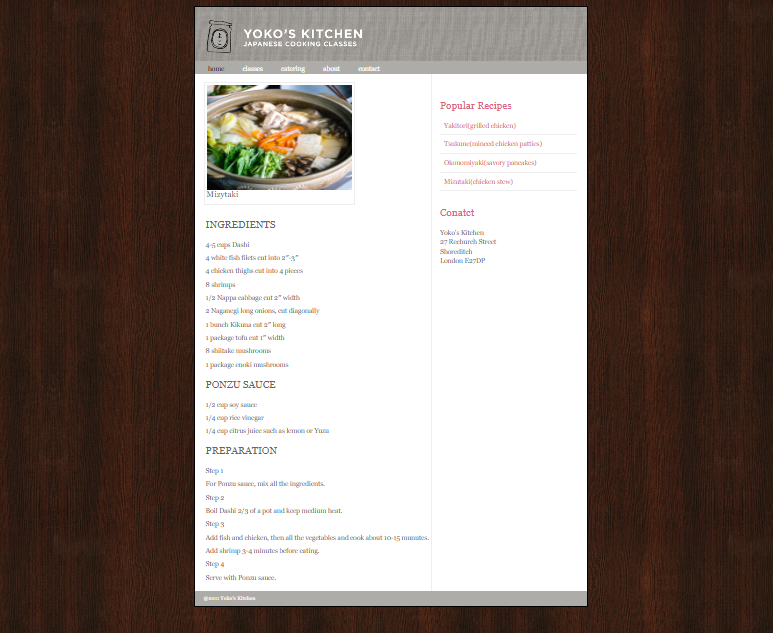 YOKO'S KITCHEN
JAPANESE COOKING CLASSES
home classes catering about contact
Mizytaki
INGREDIENTS
4-5 cups Dashi
4 white fish filets cut into 2"-3"
4 chicken thighs cut into 4 pieces
8 shrimps
1/2 Nappa cabbage cut 2" width
2 Naganegi long onions, cut diagonally
1 bunch Kikuna cut 2" long
1 package tofu cut 1" width
8 shiitake mushrooms
1 package enoki mushrooms
PONZU SAUCE
1/2 cup soy sauce
1/4 cup rice vinegar
1/4 cup citrus juice such as lemon or Yuzu
PREPARATION
Step 1
For Ponzu sauce, mix all the ingredients.
Step 2
Boil Dashi 2/3 of a pot and keep medium heat.
Step 3
Add fish and chicken, then all the vegetables and cook about 10-15 munutes.
Add shrimp 3-4 minutes before eating.
Step 4
Serve with Ponzu sauce.
Popular Recipes
Yakitori(grilled chicken)
Tsukune(minced chicken patties)
Okonomiyaki(savory pancakes)
Mizutaki(chicken stew)
Conatct
Yoko's Kitchen
27 Rechurch Street
Shoreditch
London E27DP
@2011 Yoko's Kitchen